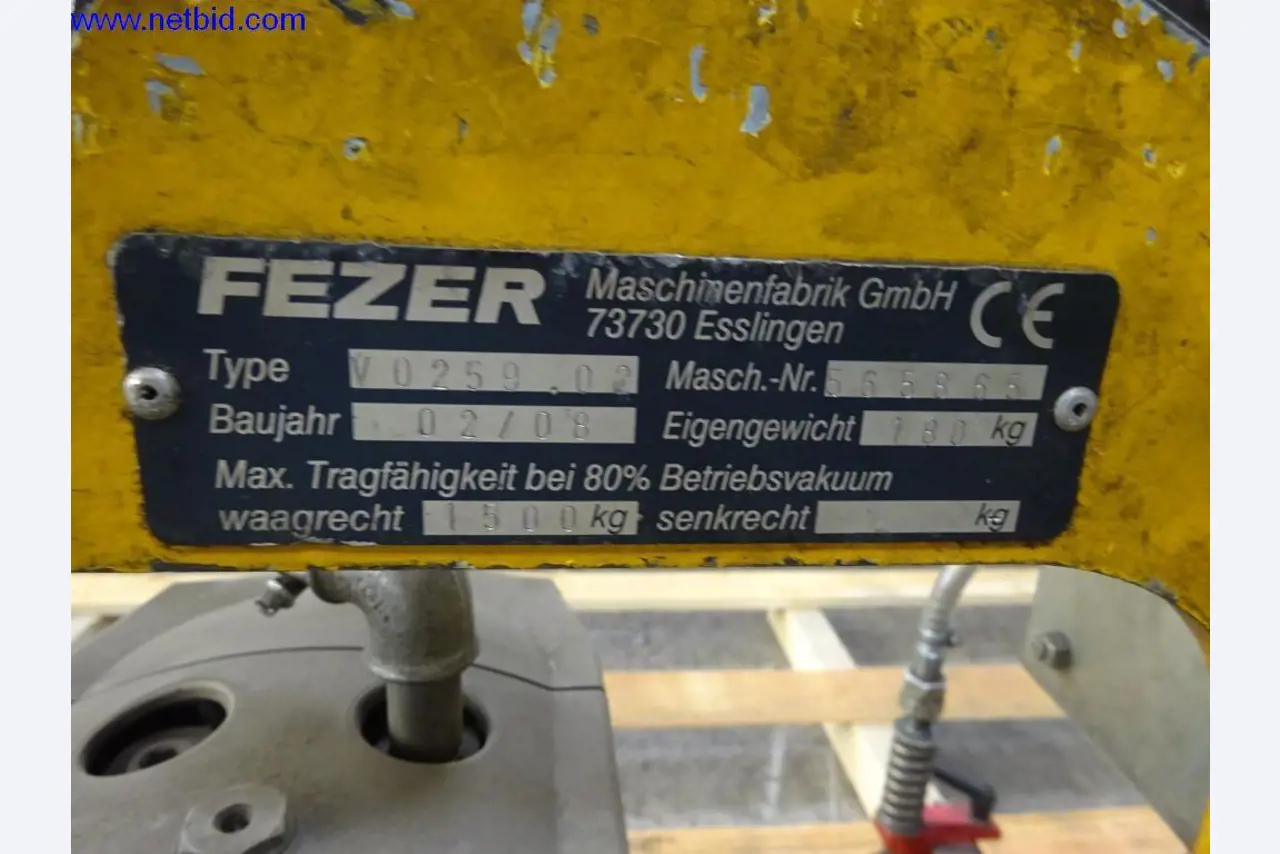 www.netbid.com
FEZER Maschinenfabrik GmbH
73730 Esslingen CE
Type V0259.02 Masch.-Nr. 565865
Baujahr 02/08 Eigengewicht 180 kg
Max. Tragfähigkeit bei 80% Betriebsvakuum
waagrecht 1500 kg senkrecht - kg